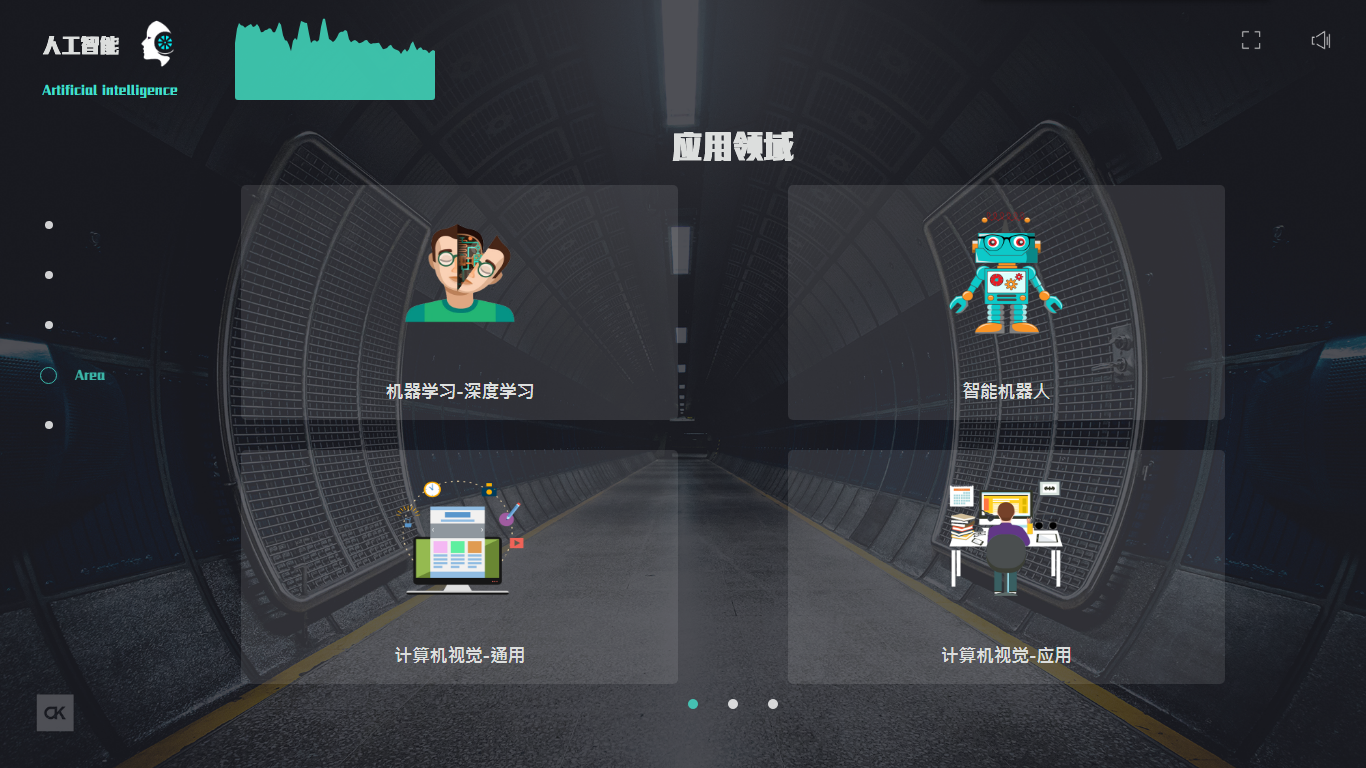 人工智能
Artificial intelligence
应用领域
机器学习-深度学习
智能机器人
Area
计算机视觉-通用
计算机视觉-应用
CK